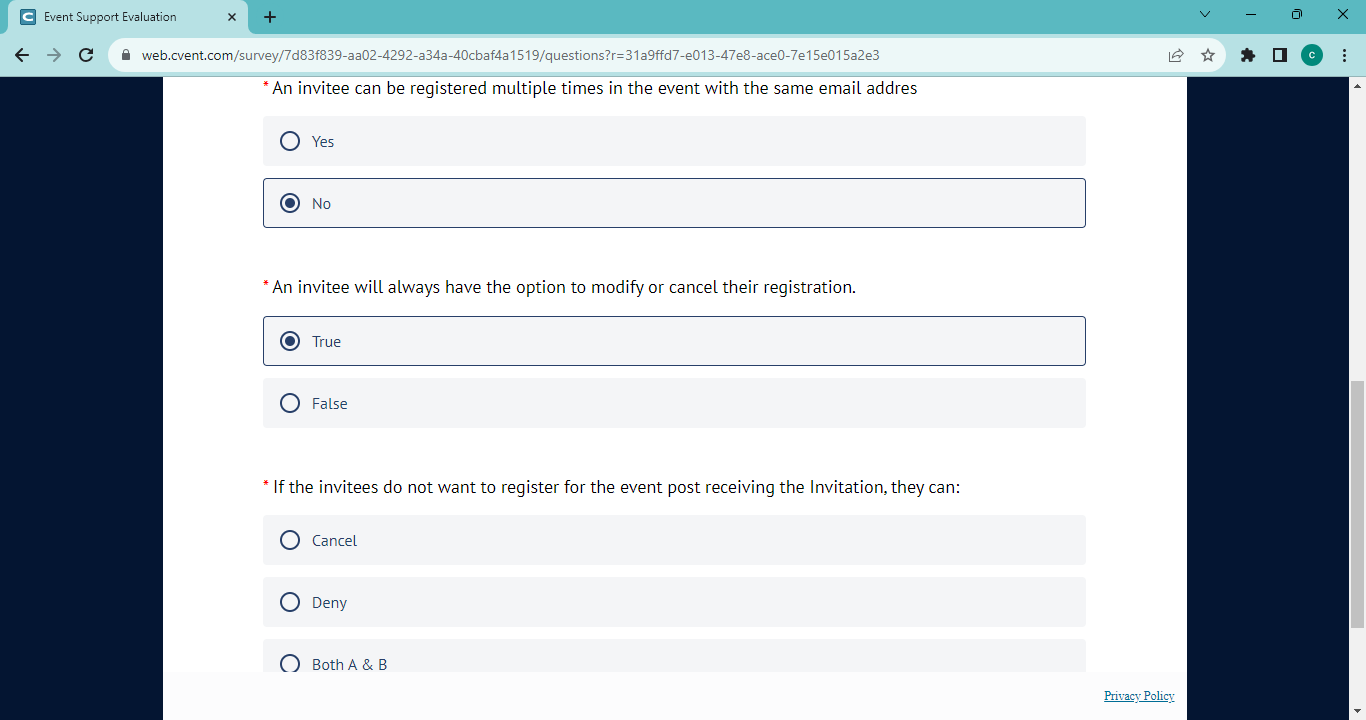 Event Support Evaluation
web.cvent.com/survey/7d83f839-aa02-4292-a34a-40cbaf4a1519/questions?r=31a9ffd7-e013-47e8-ace0-7e15e015a2e3
C
* An invitee can be registered multiple times in the event with the same email addres
Yes
No
* An invitee will always have the option to modify or cancel their registration.
True
False
* If the invitees do not want to register for the event post receiving the Invitation, they can:
Cancel
Deny
Both A & B
Privacy Policy